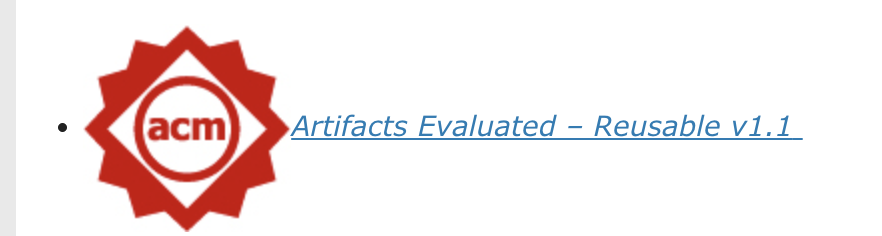 acm
Artifacts Evaluated – Reusable v1.1